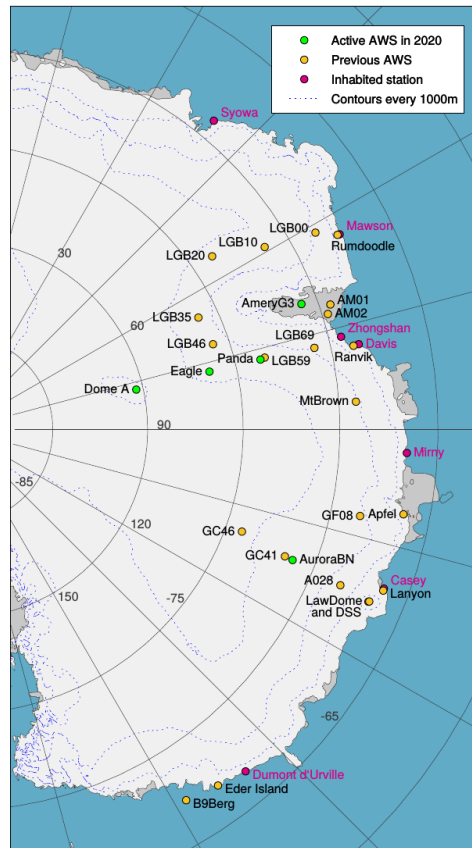 Active AWS in 2020
Previous AWS
Inhabited station
Contours every 1000m
Syowa
LGB00
Mawson
Rumdoodle
LGB10
LGB20
30
AmeryG3
AM01
AM02
LGB35
60
Zhongshan
LGB69
Davis
LGB46
Ranvik
Panda
LGB59
Eagle
Dome A
MtBrown
90
Mirny
-85
GF08
Apfel
120
GC46
GC41
AuroraBN
A028
Casey
Lanyon
150
-75
LawDome
and DSS
-65
Dumont d'Urville
Eder Island
B9Berg